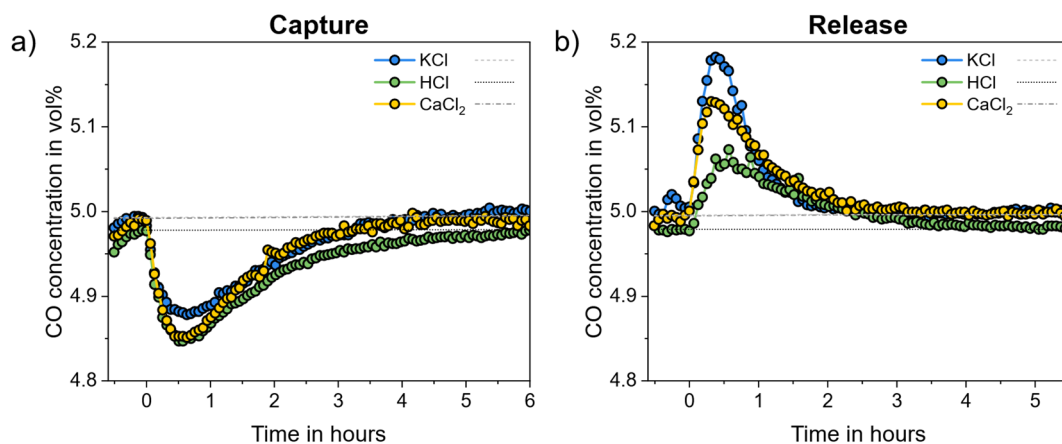 Capture
a)
5.2
5.1
5.0
4.9
4.8
CO concentration in vol%
KCl
HCl
CaCl₂
0
1
2
3
4
5
6
Time in hours
Release
b)
5.2
5.1
5.0
4.9
4.8
CO concentration in vol%
KCl
HCl
CaCl₂
0
1
2
3
4
5
Time in hours